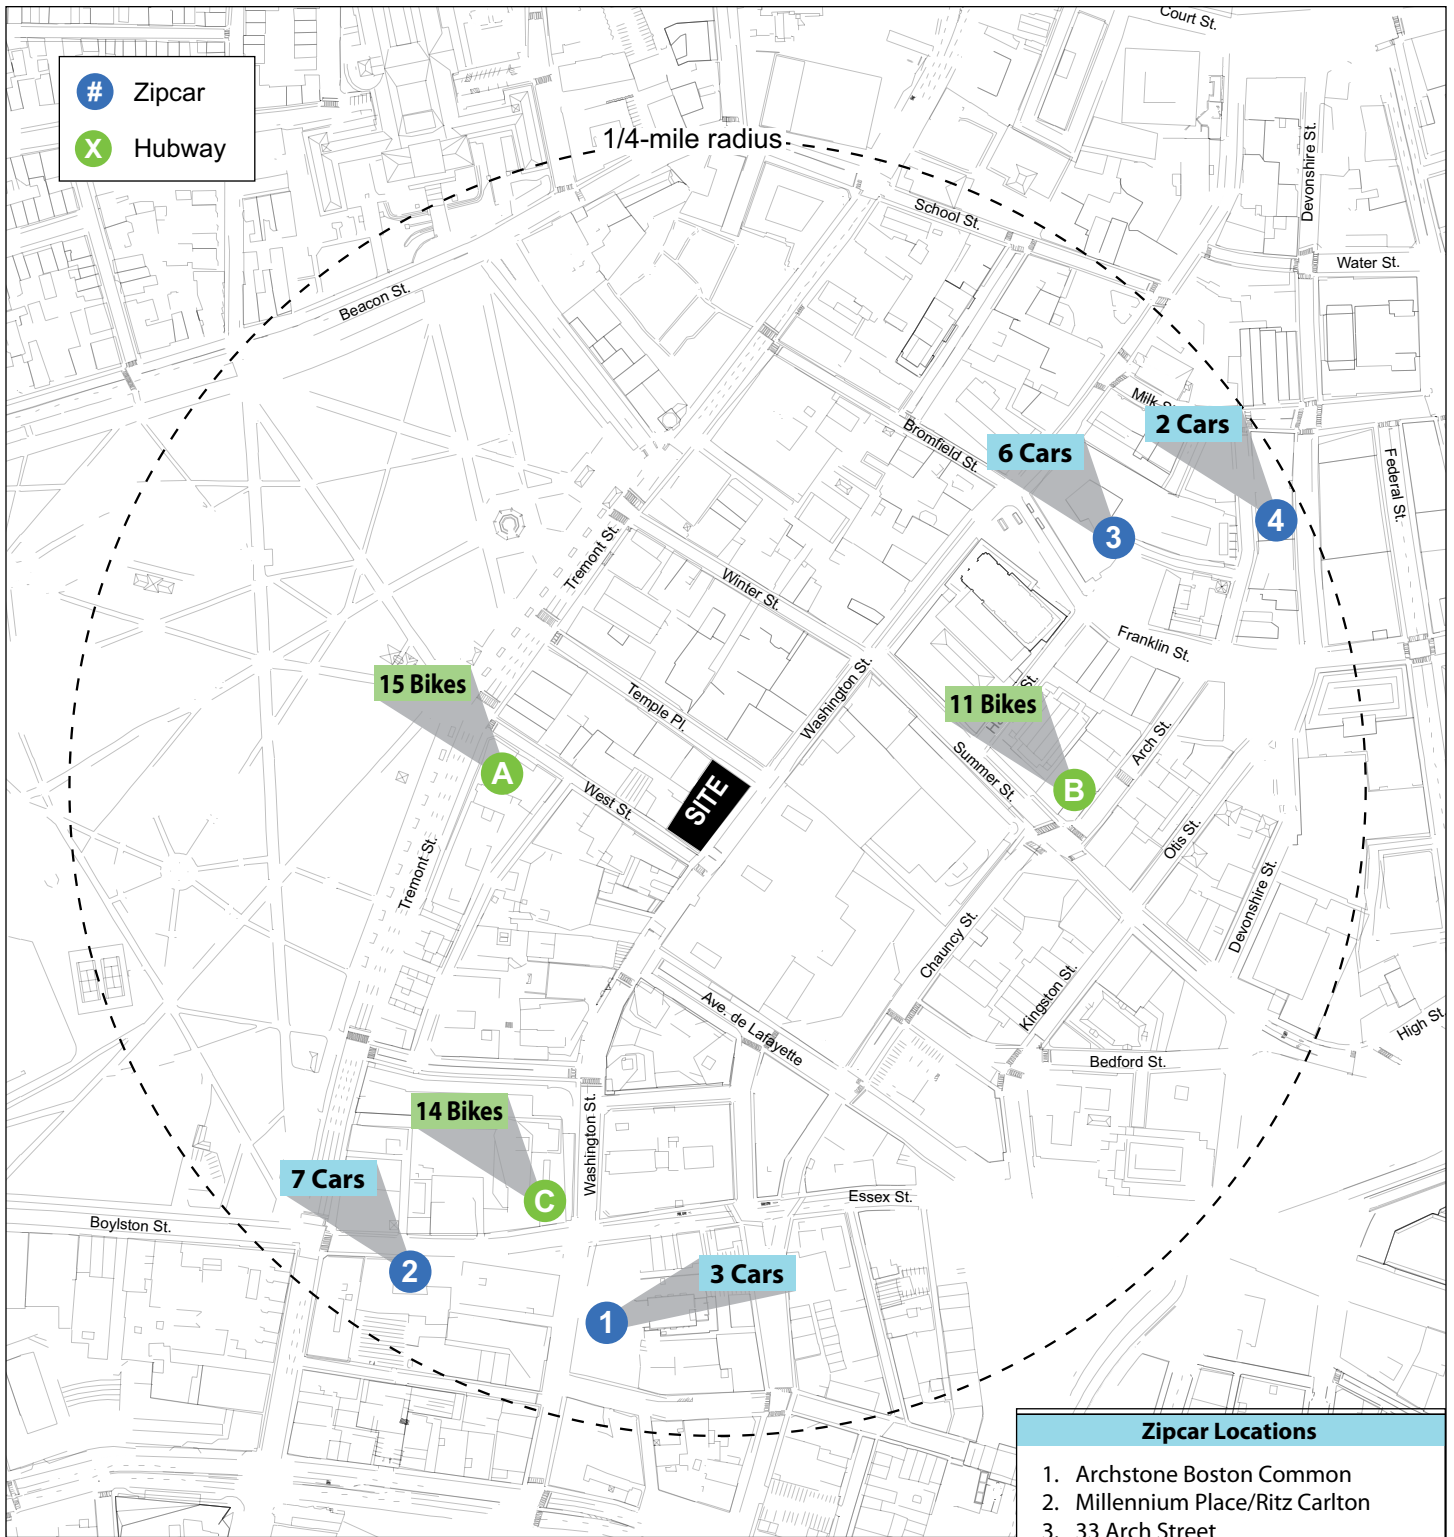 Court St.
# Zipcar
X Hubway
1/4-mile radius
Devonshire St.
School St.
Water St.
Beacon St.
Milk
2 Cars
Bromfield St.
6 Cars
Federal St.
4
3
Tremont St.
Winter St.
Franklin St.
Washington St.
15 Bikes
Temple Pl.
11 Bikes
Arch St.
A
SITE
Summer St.
B
West St.
Otis St.
Tremont St.
Devonshire St.
Chauncy St.
Kingston St.
Ave. de Lafayette
High St.
Bedford St.
14 Bikes
Washington St.
7 Cars
C
Essex St.
Boylston St.
2
3 Cars
1
Zipcar Locations
1. Archstone Boston Common
2. Millennium Place/Ritz Carlton
3. 33 Arch Street